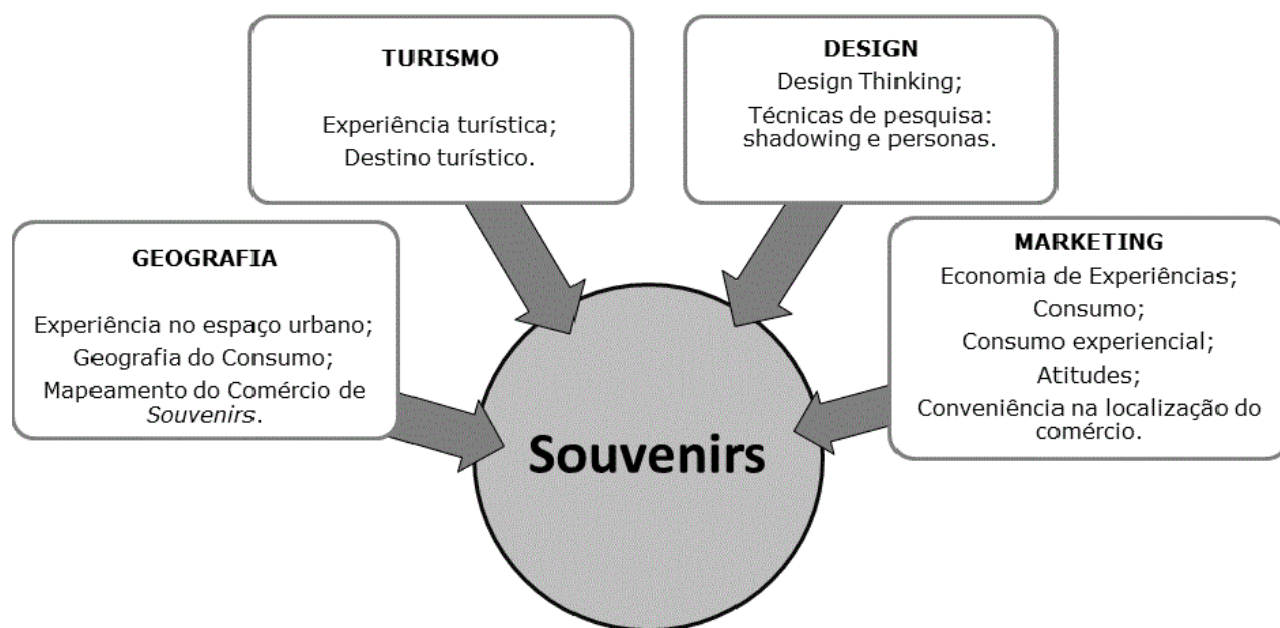 TURISMO
Experiência turística;
Destino turístico.
DESIGN
Design Thinking;
Técnicas de pesquisa:
shadowing e personas.
GEOGRAFIA
Experiência no espaço urbano;
Geografia do Consumo;
Mapeamento do Comércio de
Souvenirs.
MARKETING
Economia de Experiências;
Consumo;
Consumo experiencial;
Atitudes;
Conveniência na localização do
comércio.
Souvenirs